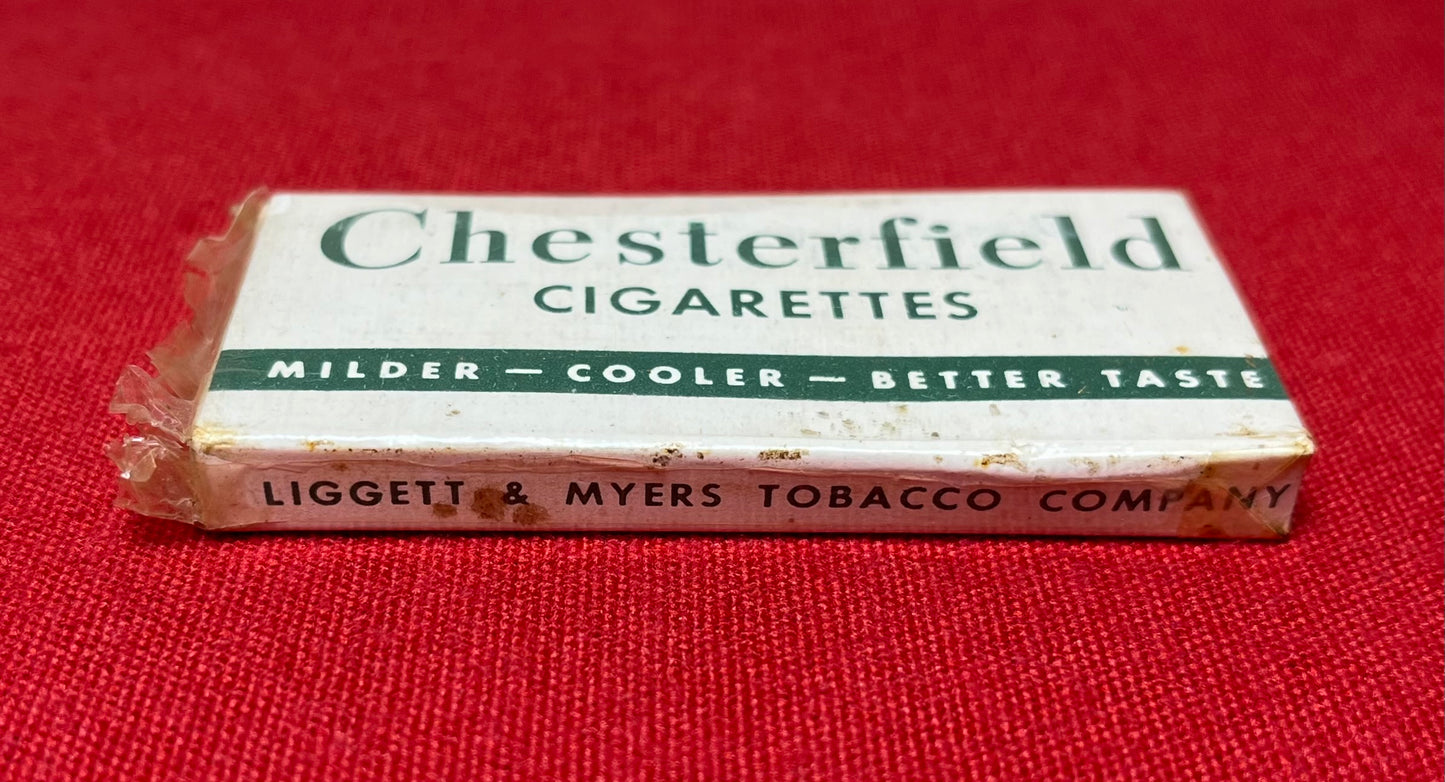 Chesterfield
CIGARETTES
MILDER — COOLER — BETTER TASTE
LIGGETT & MYERS TOBACCO COMPANY